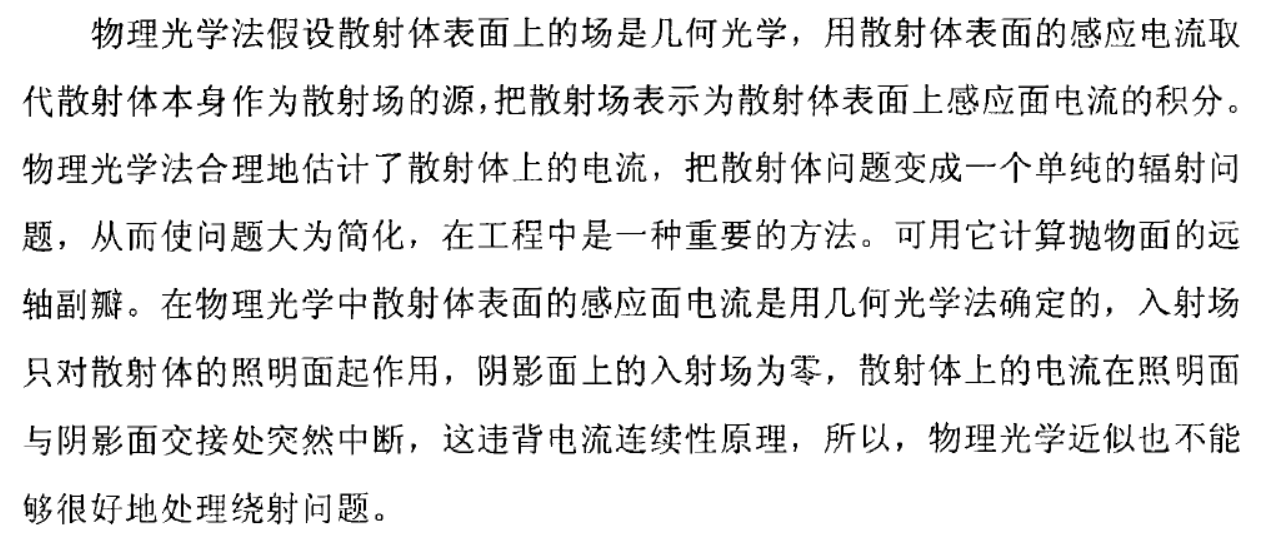 物理光学法假设散射体表面上的场是几何光学，用散射体表面的感应电流取
代散射体本身作为散射场的源，把散射场表示为散射体表面上感应面电流的积分。
物理光学法合理地估计了散射体上的电流，把散射体问题变成一个单纯的辐射问
题，从而使问题大为简化，在工程中是一种重要的方法。可用它计算抛物面的远
轴副瓣。在物理光学中散射体表面的感应面电流是用几何光学法确定的，入射场
只对散射体的照明面起作用，阴影面上的入射场为零，散射体上的电流在照明面
与阴影面交接处突然中断，这违背电流连续性原理，所以，物理光学近似也不能
够很好地处理绕射问题。